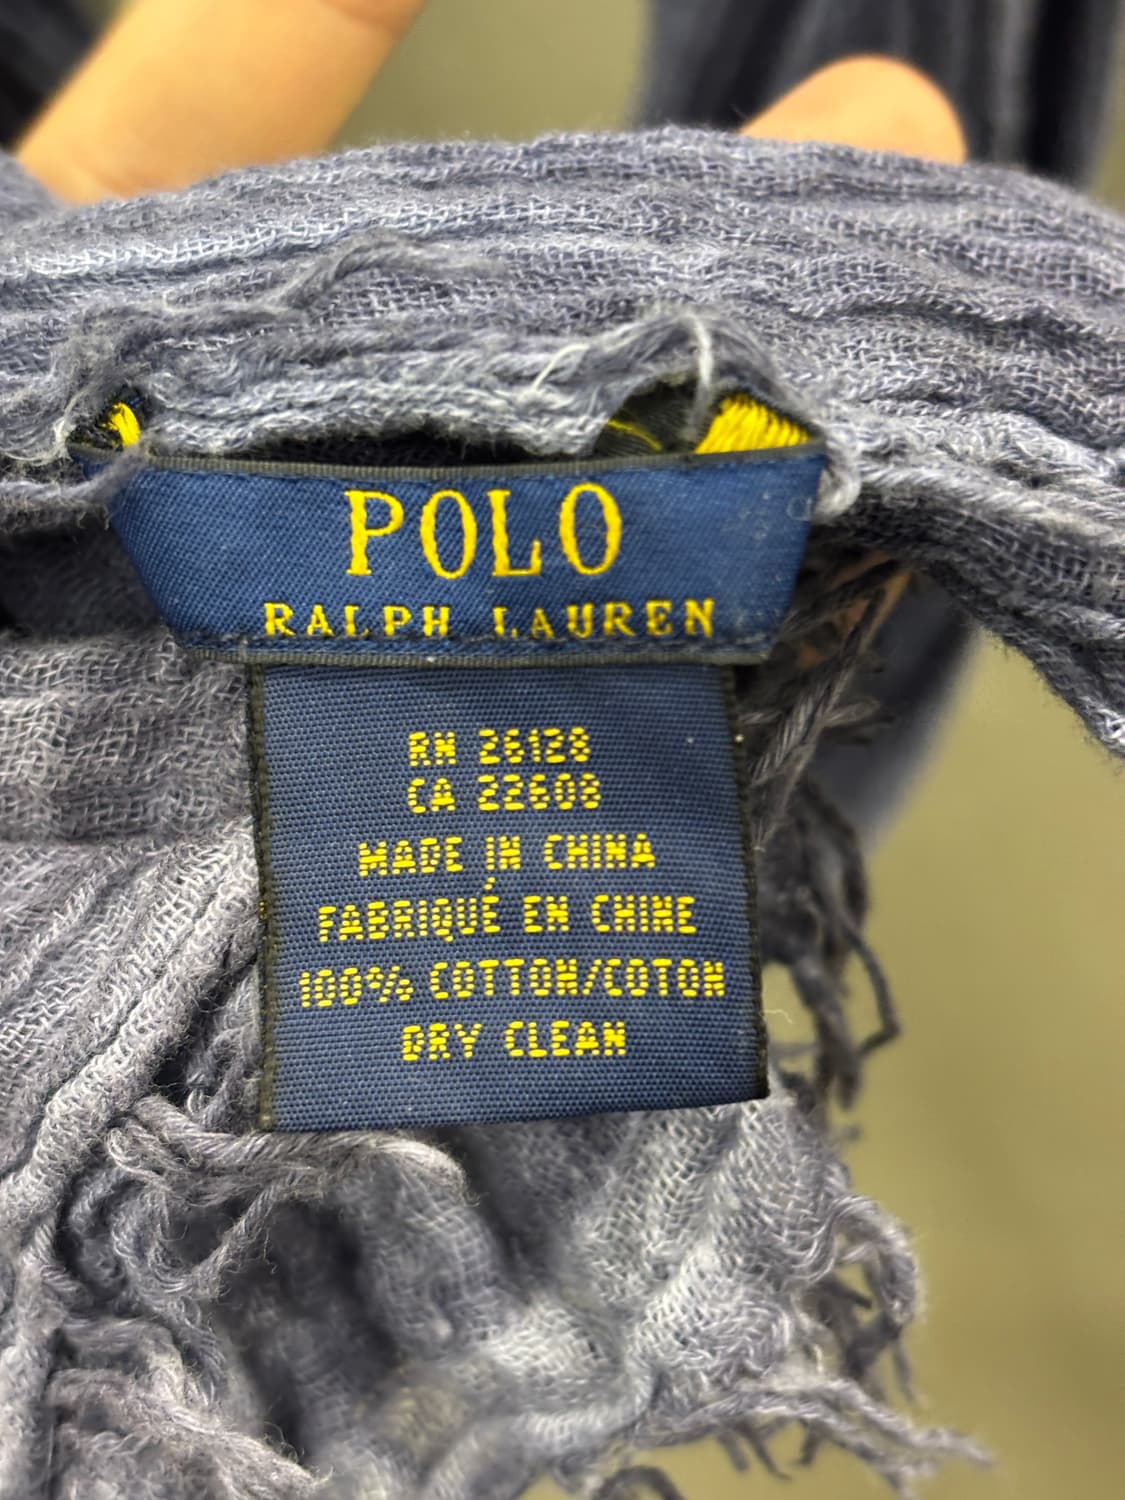 POLO
RALPH LAUREN
RN 26128
CA 22608
MADE IN CHINA
FABRIQUÉ EN CHINE
100% COTTON/COTON
DRY CLEAN